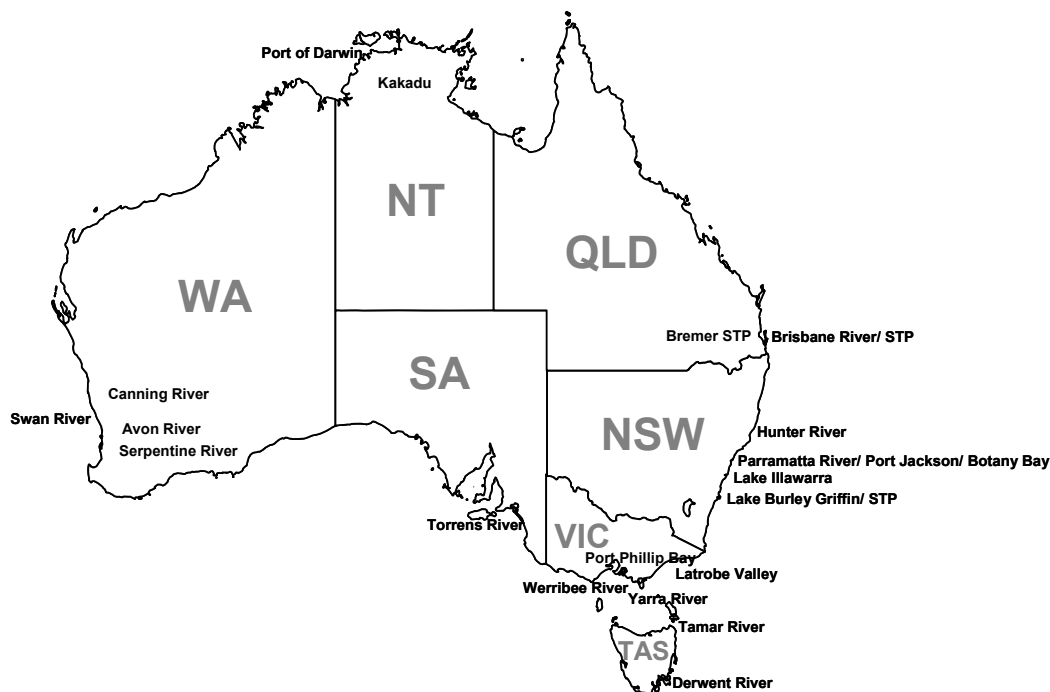 Port of Darwin
Kakadu
NT
QLD
WA
Bremer STP
Brisbane River/ STP
SA
Canning River
Swan River
Avon River
Serpentine River
NSW
Hunter River
Parramatta River/ Port Jackson/ Botany Bay
Lake Illawarra
Lake Burley Griffin/ STP
Torrens River
VIC
Port Phillip Bay
Latrobe Valley
Werribee River
Yarra River
Tamar River
TAS
Derwent River